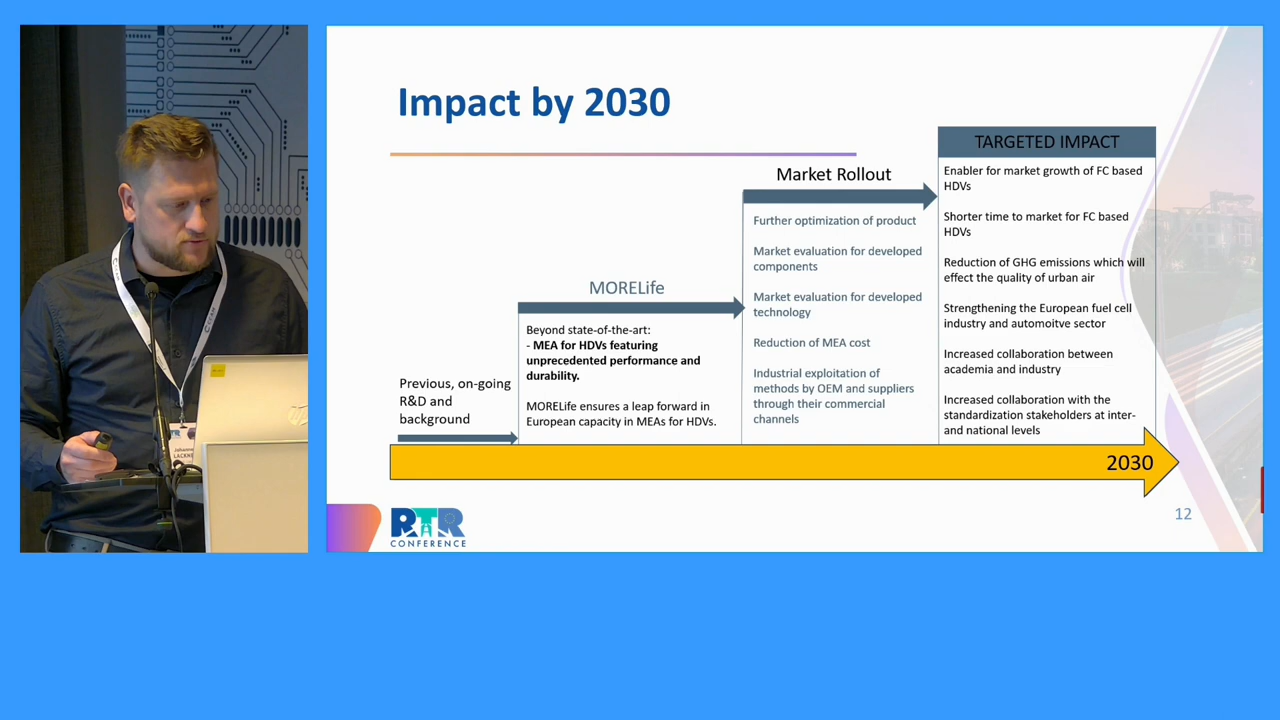 Impact by 2030
TARGETED IMPACT
Enabler for market growth of FC based
HDVs
Shorter time to market for FC based
HDVs
Reduction of GHG emissions which will
effect the quality of urban air
Strengthening the European fuel cell
industry and automoitve sector
Increased collaboration between
academia and industry
Increased collaboration with the
standardization stakeholders at inter-
and national levels
Market Rollout
Further optimization of product
Market evaluation for developed
components
Market evaluation for developed
technology
Reduction of MEA cost
Industrial exploitation of
methods by OEM and suppliers
through their commercial
channels
MORELife
Beyond state-of-the-art:
- MEA for HDVs featuring
unprecedented performance and
durability.
MORELife ensures a leap forward in
European capacity in MEAs for HDVs.
Previous, on-going
R&D and
background
2030
RTR
CONFERENCE
12